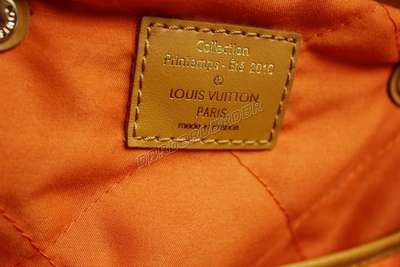 Collection
Printemps - Été 2010
LOUIS VUITTON
PARIS
made in France